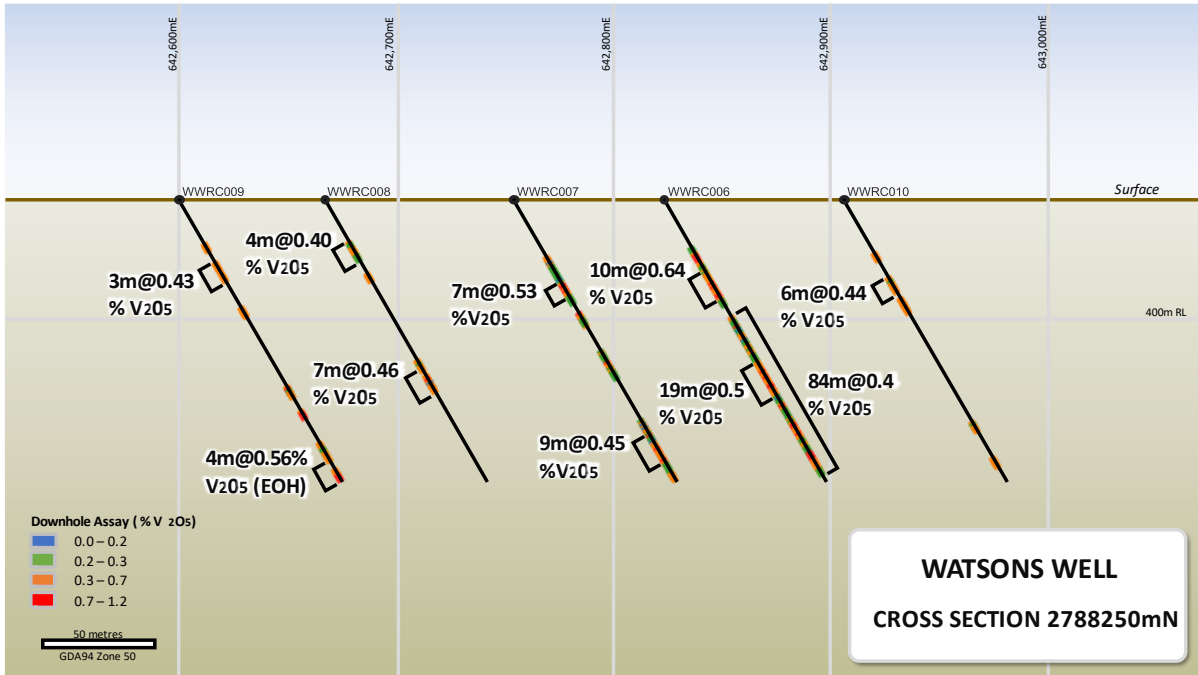 642,600mE
642,700mE
642,800mE
642,900mE
643,000mE
WWRC009
WWRC008
WWRC007
WWRC006
WWRC010
Surface
4m@0.40
% V2O5
3m@0.43
% V2O5
10m@0.64
% V2O5
7m@0.53
%V2O5
6m@0.44
% V2O5
400m RL
7m@0.46
% V2O5
19m@0.5
% V2O5
84m@0.4
% V2O5
9m@0.45
%V2O5
4m@0.56%
V2O5 (EOH)
Downhole Assay ( % V 2O5)
0.0 – 0.2
0.2 – 0.3
0.3 – 0.7
0.7 – 1.2
50 metres
GDA94 Zone 50
WATSONS WELL
CROSS SECTION 2788250mN